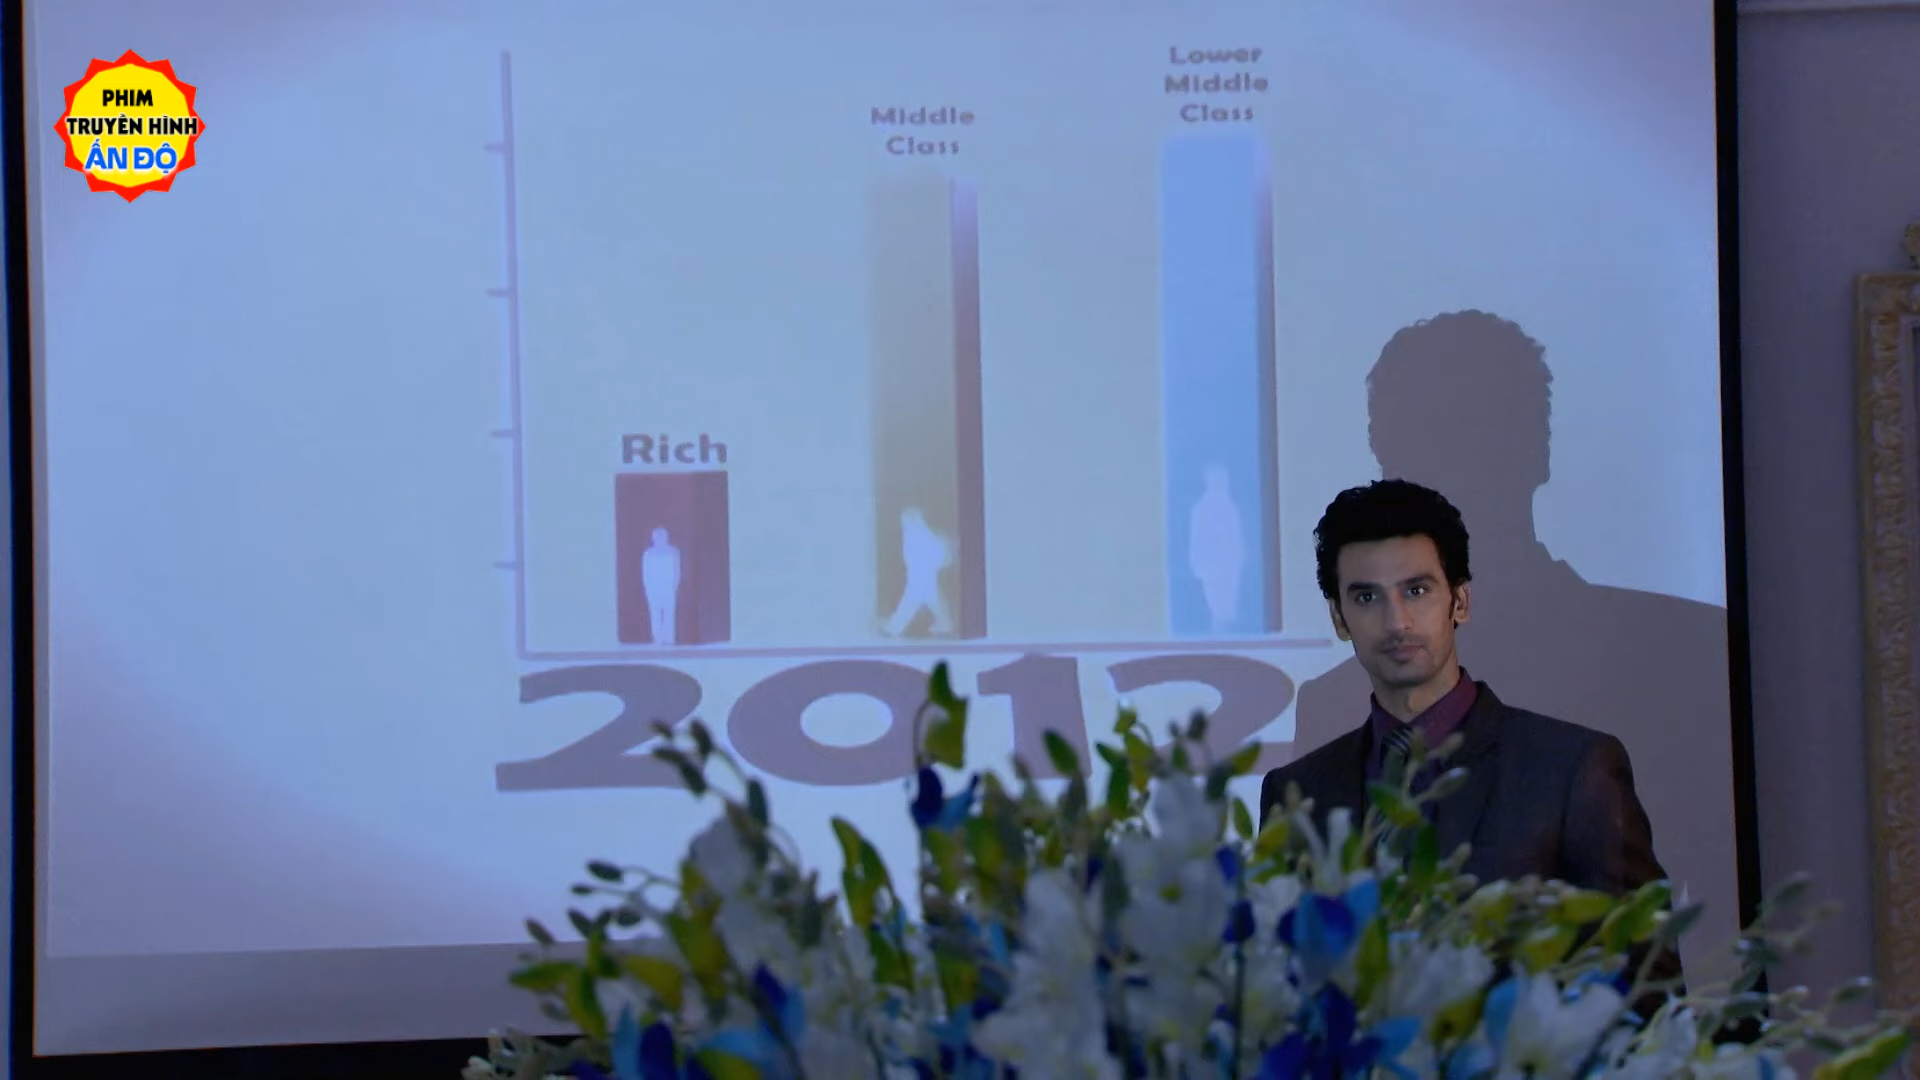 PHIM
TRUYỀN HÌNH
ẤN ĐỘ
Lower
Middle
Class
Middle
Class
Rich
2012